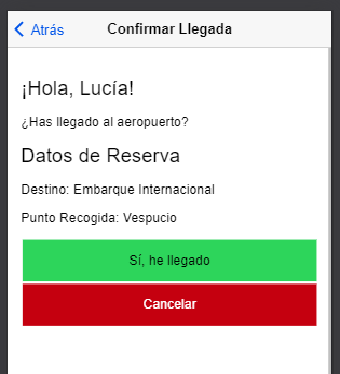 Atrás
Confirmar Llegada
¡Hola, Lucía!
¿Has llegado al aeropuerto?
Datos de Reserva
Destino: Embarque Internacional
Punto Recogida: Vespucio
Sí, he llegado
Cancelar